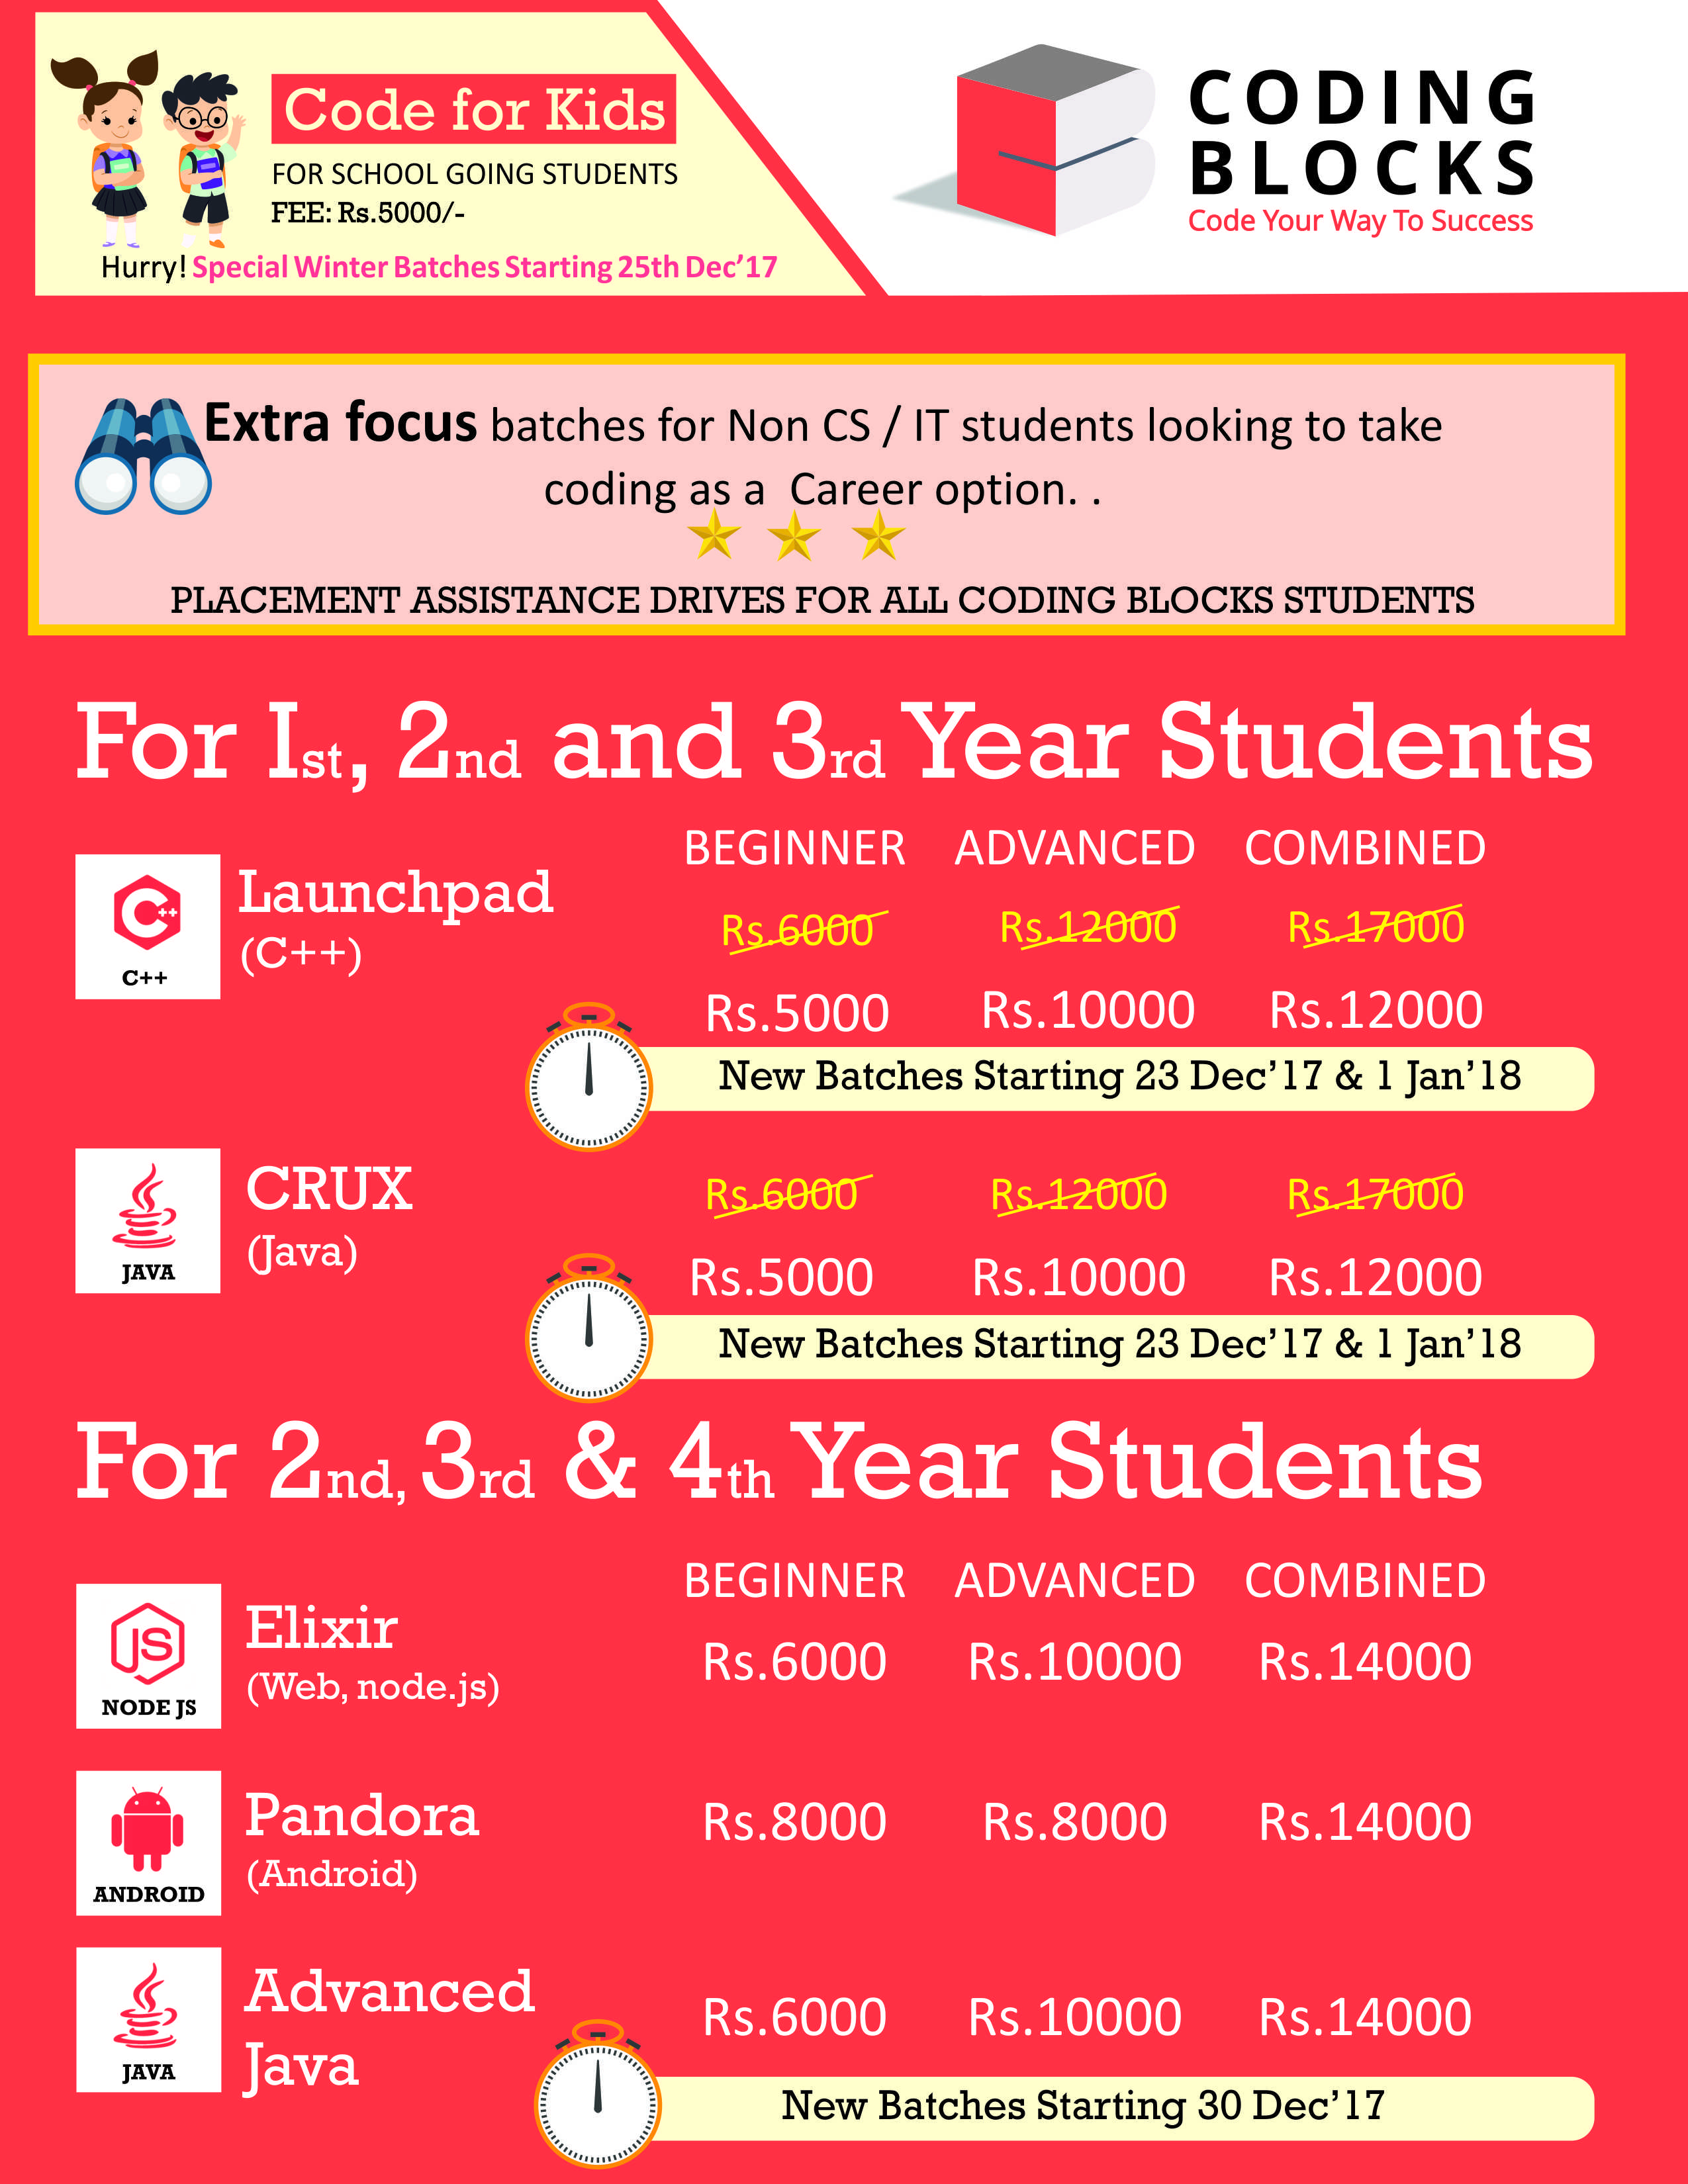 Code for Kids
FOR SCHOOL GOING STUDENTS
FEE: Rs.5000/-
Hurry! Special Winter Batches Starting 25th Dec’17
CODING
BLOCKS
Code Your Way To Success
Extra focus batches for Non CS / IT students looking to take
coding as a Career option. .
PLACEMENT ASSISTANCE DRIVES FOR ALL CODING BLOCKS STUDENTS
For Ist, 2nd and 3rd Year Students
BEGINNER ADVANCED COMBINED
C++
C++
Launchpad
(C++)
Rs.6000 Rs.12000 Rs.17000
Rs.5000 Rs.10000 Rs.12000
New Batches Starting 23 Dec’17 & 1 Jan’18
JAVA
CRUX
(Java)
Rs.6000 Rs.12000 Rs.17000
Rs.5000 Rs.10000 Rs.12000
New Batches Starting 23 Dec’17 & 1 Jan’18
For 2nd, 3rd & 4th Year Students
BEGINNER ADVANCED COMBINED
JS
NODE JS
Elixir
(Web, node.js)
Rs.6000 Rs.10000 Rs.14000
ANDROID
Pandora
(Android)
Rs.8000 Rs.8000 Rs.14000
JAVA
Advanced
Java
Rs.6000 Rs.10000 Rs.14000
New Batches Starting 30 Dec’17